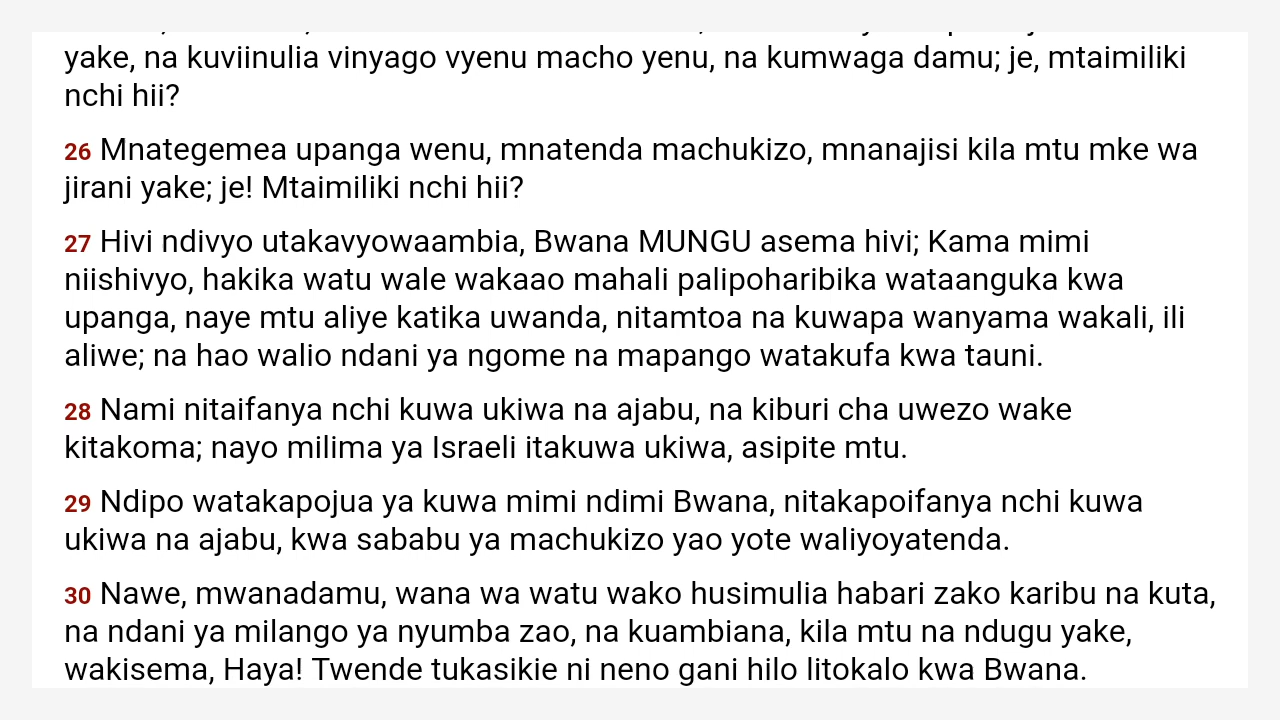 yake, na kuviinulia vinyago vyenu macho yenu, na kumwaga damu; je, mtaimiliki
nchi hii?
26 Mnategemea upanga wenu, mnatenda machukizo, mnanajisi kila mtu mke wa
jirani yake; je! Mtaimiliki nchi hii?
27 Hivi ndivyo utakavyowaambia, Bwana MUNGU asema hivi; Kama mimi
niishivyo, hakika watu wale wakaao mahali palipoharibika wataanguka kwa
upanga, naye mtu aliye katika uwanda, nitamtoa na kuwapa wanyama wakali, ili
aliwe; na hao walio ndani ya ngome na mapango watakufa kwa tauni.
28 Nami nitaifanya nchi kuwa ukiwa na ajabu, na kiburi cha uwezo wake
kitakoma; nayo milima ya Israeli itakuwa ukiwa, asipite mtu.
29 Ndipo watakapojua ya kuwa mimi ndimi Bwana, nitakapoifanya nchi kuwa
ukiwa na ajabu, kwa sababu ya machukizo yao yote waliyoyatenda.
30 Nawe, mwanadamu, wana wa watu wako husimulia habari zako karibu na kuta,
na ndani ya milango ya nyumba zao, na kuambiana, kila mtu na ndugu yake,
wakisema, Haya! Twende tukasikie ni neno gani hilo litokalo kwa Bwana.